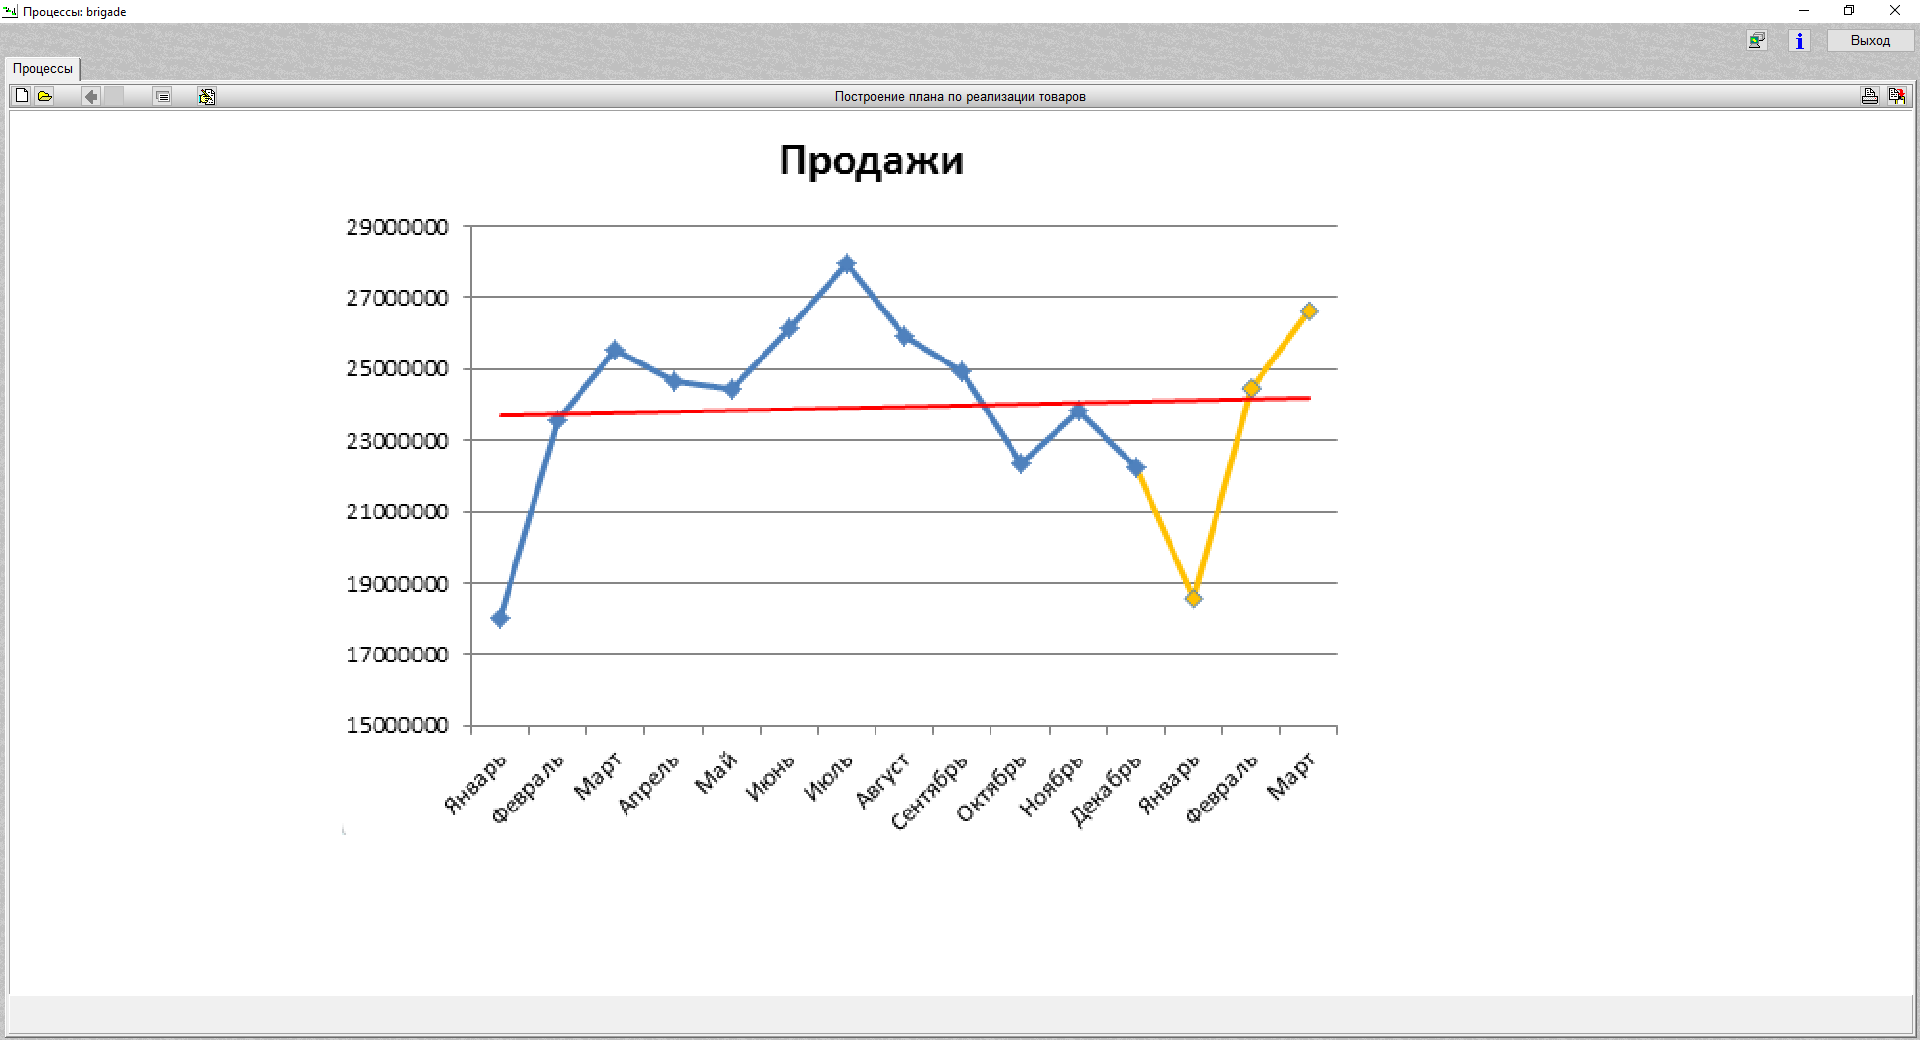 Процессы: brigade
Выход
Процессы
Построение плана по реализации товаров
Продажи
29000000
27000000
25000000
23000000
21000000
19000000
17000000
15000000
Январь
Февраль
Март
Апрель
Май
Июнь
Июль
Август
Сентябрь
Октябрь
Ноябрь
Декабрь
Январь
Февраль
Март